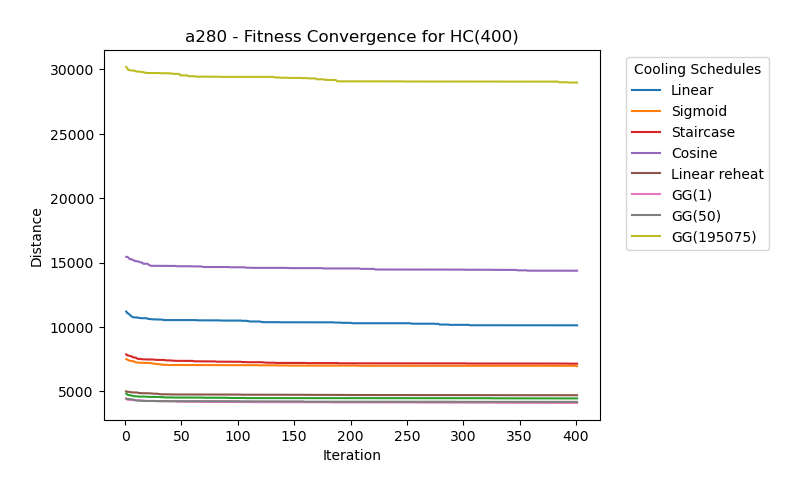 a280 - Fitness Convergence for HC(400)
Distance
30000
25000
20000
15000
10000
5000
0
50
100
150
200
250
300
350
400
Iteration
Cooling Schedules
Linear
Sigmoid
Staircase
Cosine
Linear reheat
GG(1)
GG(50)
GG(195075)